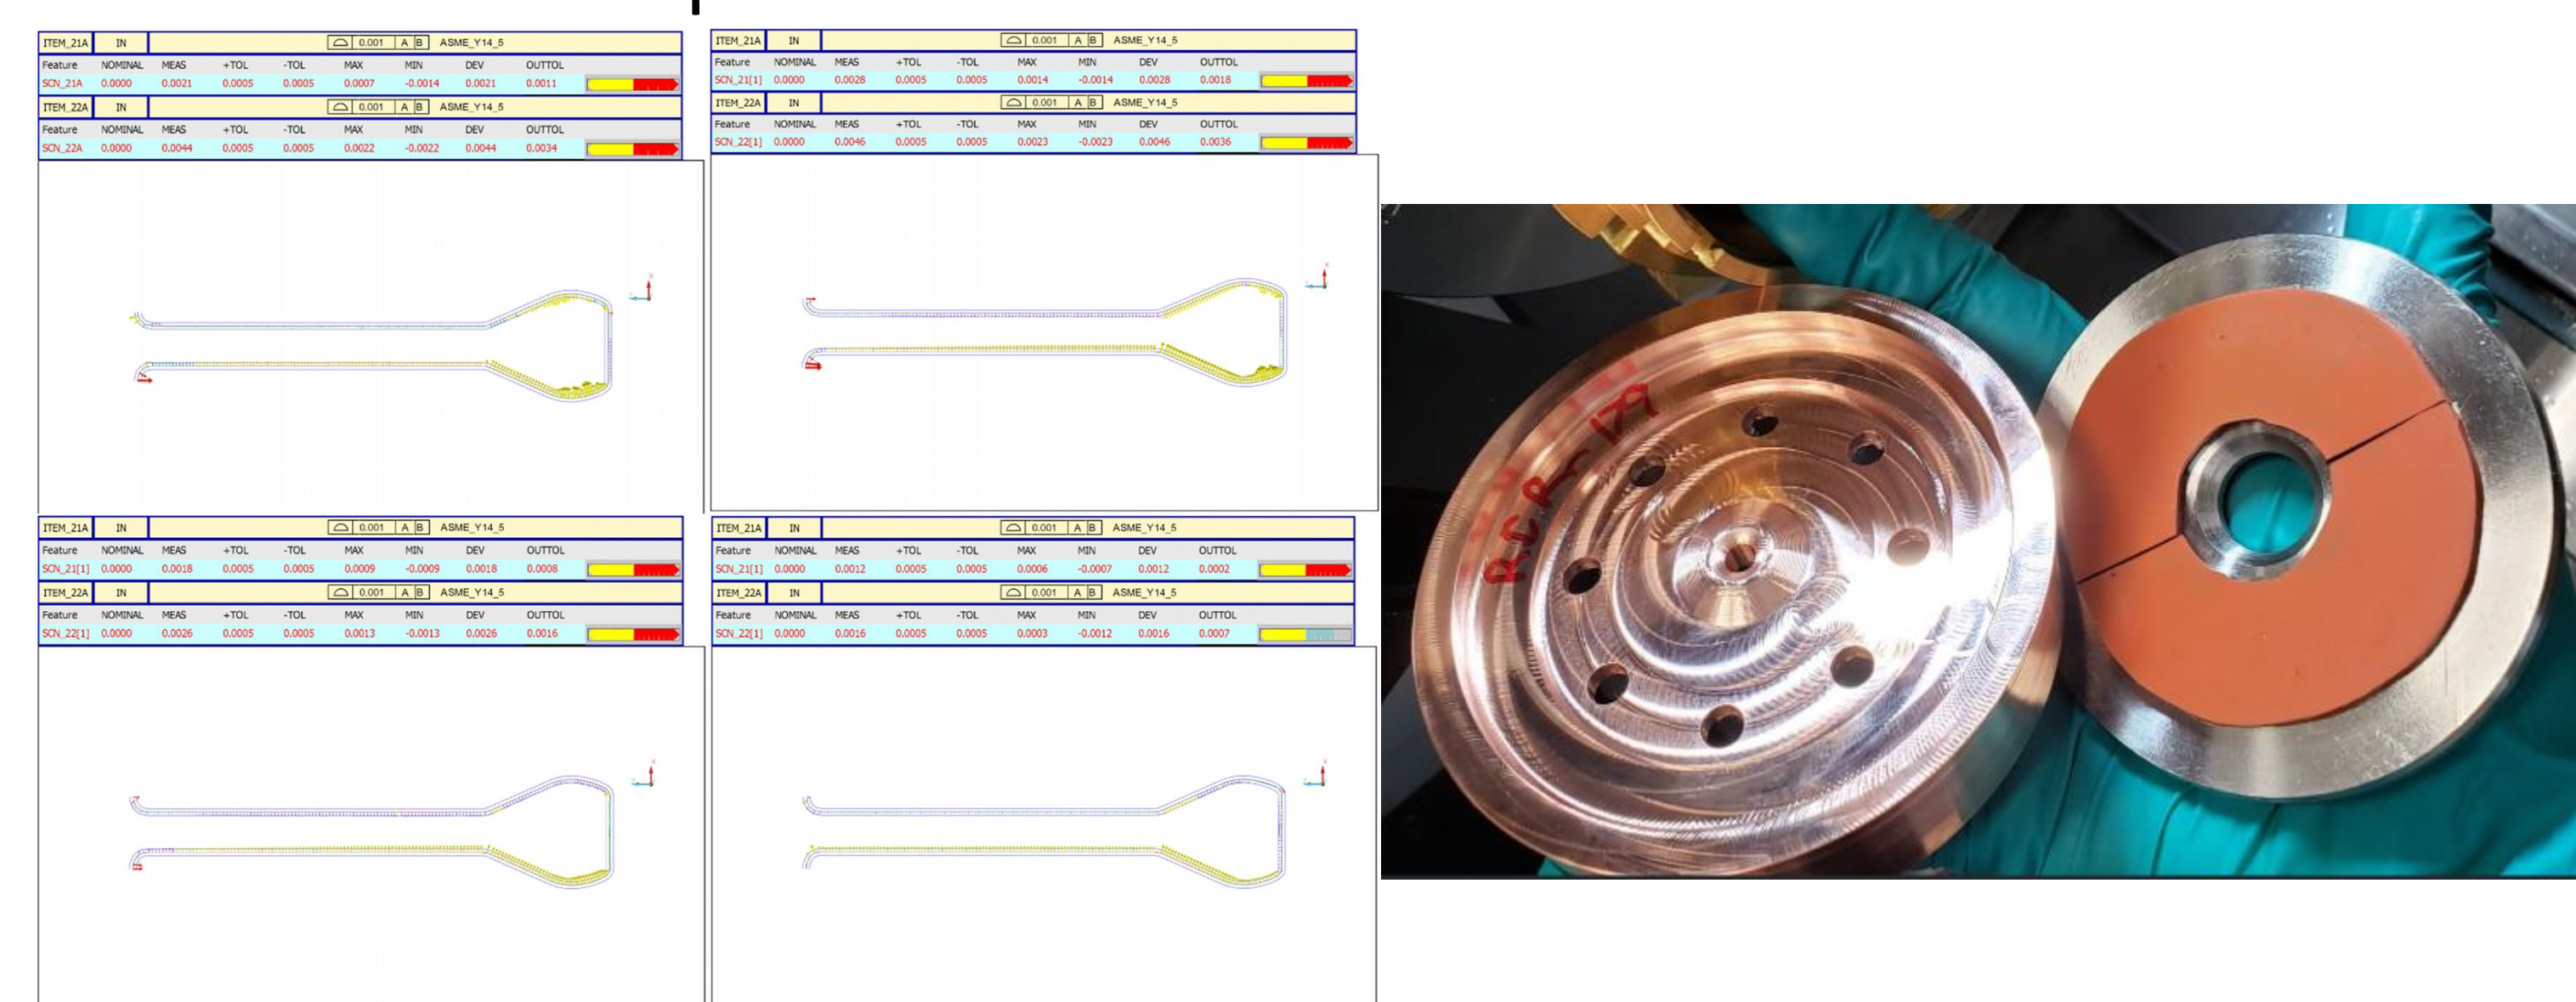 ITEM_21A IN 0.001 A B ASME_Y14_5
Feature NOMINAL MEAS +TOL -TOL MAX MIN DEV OUTTOL
SCN_21A 0.0000 0.0021 0.0005 0.0005 0.0007 -0.0014 0.0021 0.0011
ITEM_22A IN 0.001 A B ASME_Y14_5
Feature NOMINAL MEAS +TOL -TOL MAX MIN DEV OUTTOL
SCN_22A 0.0000 0.0044 0.0005 0.0005 0.0022 -0.0022 0.0044 0.0034
ITEM_21A IN 0.001 A B ASME_Y14_5
Feature NOMINAL MEAS +TOL -TOL MAX MIN DEV OUTTOL
SCN_21[1] 0.0000 0.0028 0.0005 0.0005 0.0014 -0.0014 0.0028 0.0018
ITEM_22A IN 0.001 A B ASME_Y14_5
Feature NOMINAL MEAS +TOL -TOL MAX MIN DEV OUTTOL
SCN_22[1] 0.0000 0.0046 0.0005 0.0005 0.0023 -0.0023 0.0046 0.0036
ITEM_21A IN 0.001 A B ASME_Y14_5
Feature NOMINAL MEAS +TOL -TOL MAX MIN DEV OUTTOL
SCN_21[1] 0.0000 0.0018 0.0005 0.0005 0.0009 -0.0009 0.0018 0.0008
ITEM_22A IN 0.001 A B ASME_Y14_5
Feature NOMINAL MEAS +TOL -TOL MAX MIN DEV OUTTOL
SCN_22[1] 0.0000 0.0026 0.0005 0.0005 0.0013 -0.0013 0.0026 0.0016
ITEM_21A IN 0.001 A B ASME_Y14_5
Feature NOMINAL MEAS +TOL -TOL MAX MIN DEV OUTTOL
SCN_21[1] 0.0000 0.0012 0.0005 0.0005 0.0006 -0.0007 0.0012 0.0002
ITEM_22A IN 0.001 A B ASME_Y14_5
Feature NOMINAL MEAS +TOL -TOL MAX MIN DEV OUTTOL
SCN_22[1] 0.0000 0.0016 0.0005 0.0005 0.0003 -0.0012 0.0016 0.0007